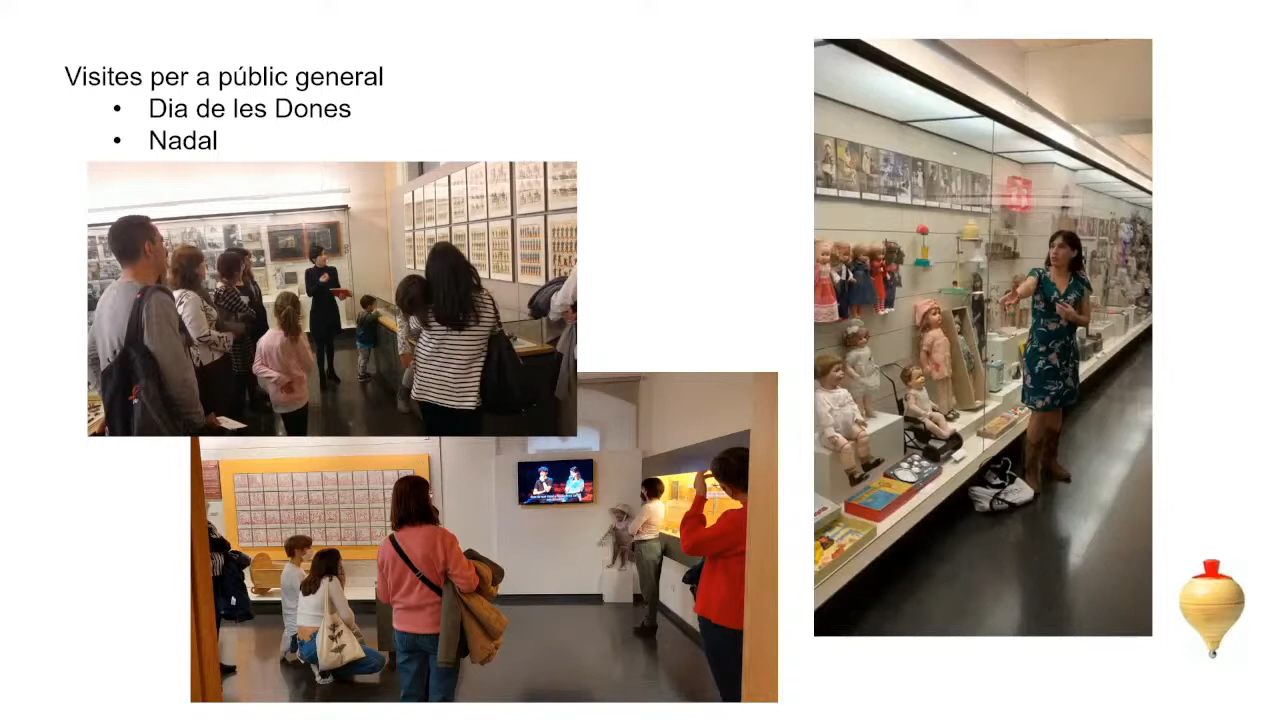 Visites per a públic general
• Dia de les Dones
• Nadal